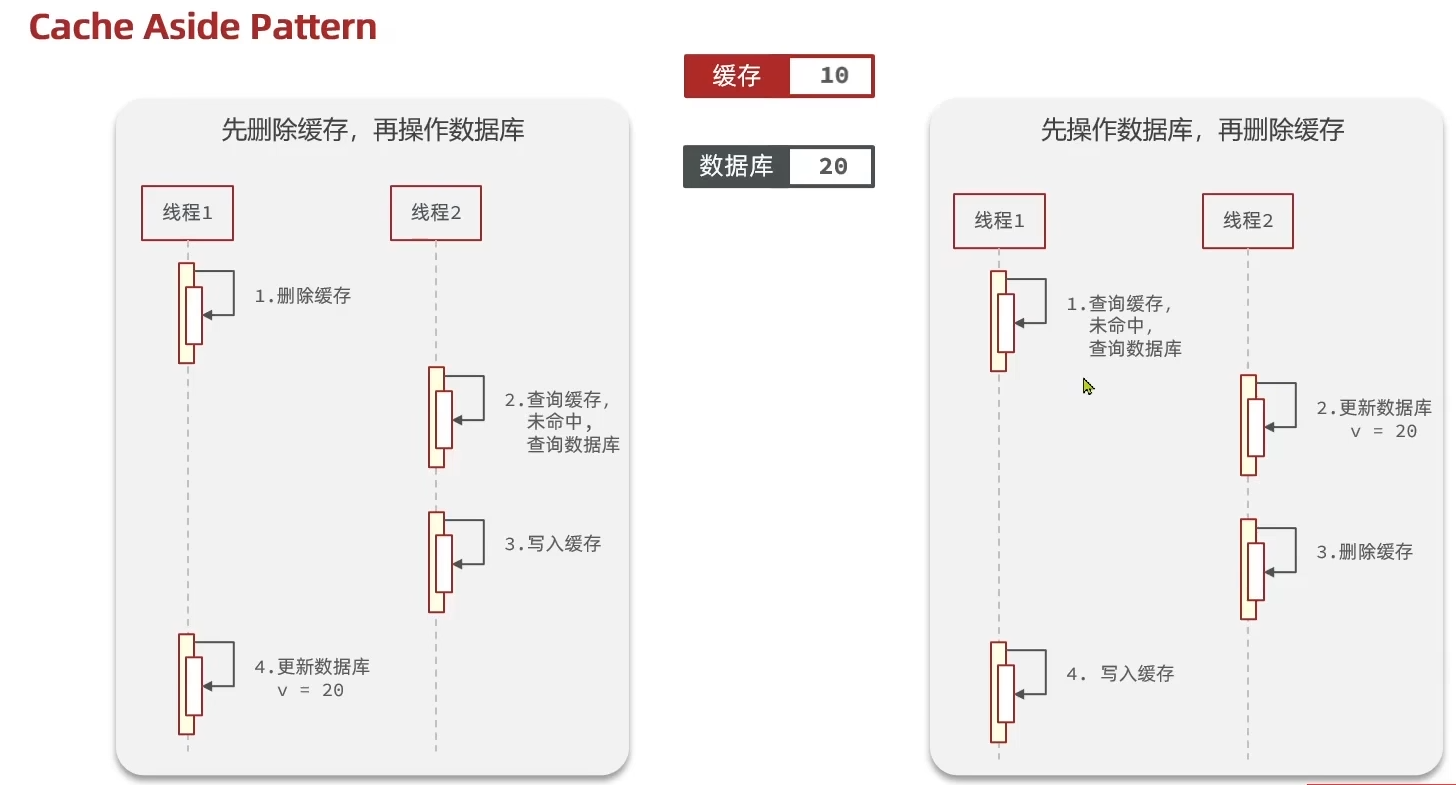 Cache Aside Pattern
缓存 10
数据库 20
先删除缓存，再操作数据库
线程1 线程2
1.删除缓存
2.查询缓存，
未命中，
查询数据库
3.写入缓存
4.更新数据库
v = 20
先操作数据库，再删除缓存
线程1 线程2
1.查询缓存，
未命中，
查询数据库
2.更新数据库
v = 20
3.删除缓存
4. 写入缓存